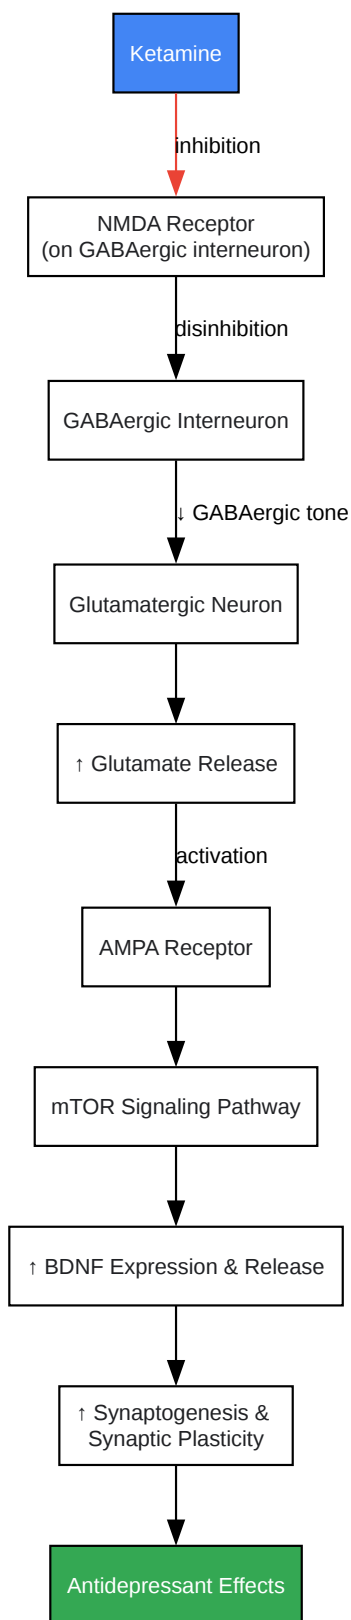 Ketamine
inhibition
NMDA Receptor
(on GABAergic interneuron)
disinhibition
GABAergic Interneuron
↓ GABAergic tone
Glutamatergic Neuron
↑ Glutamate Release
activation
AMPA Receptor
mTOR Signaling Pathway
↑ BDNF Expression & Release
↑ Synaptogenesis &
Synaptic Plasticity
Antidepressant Effects